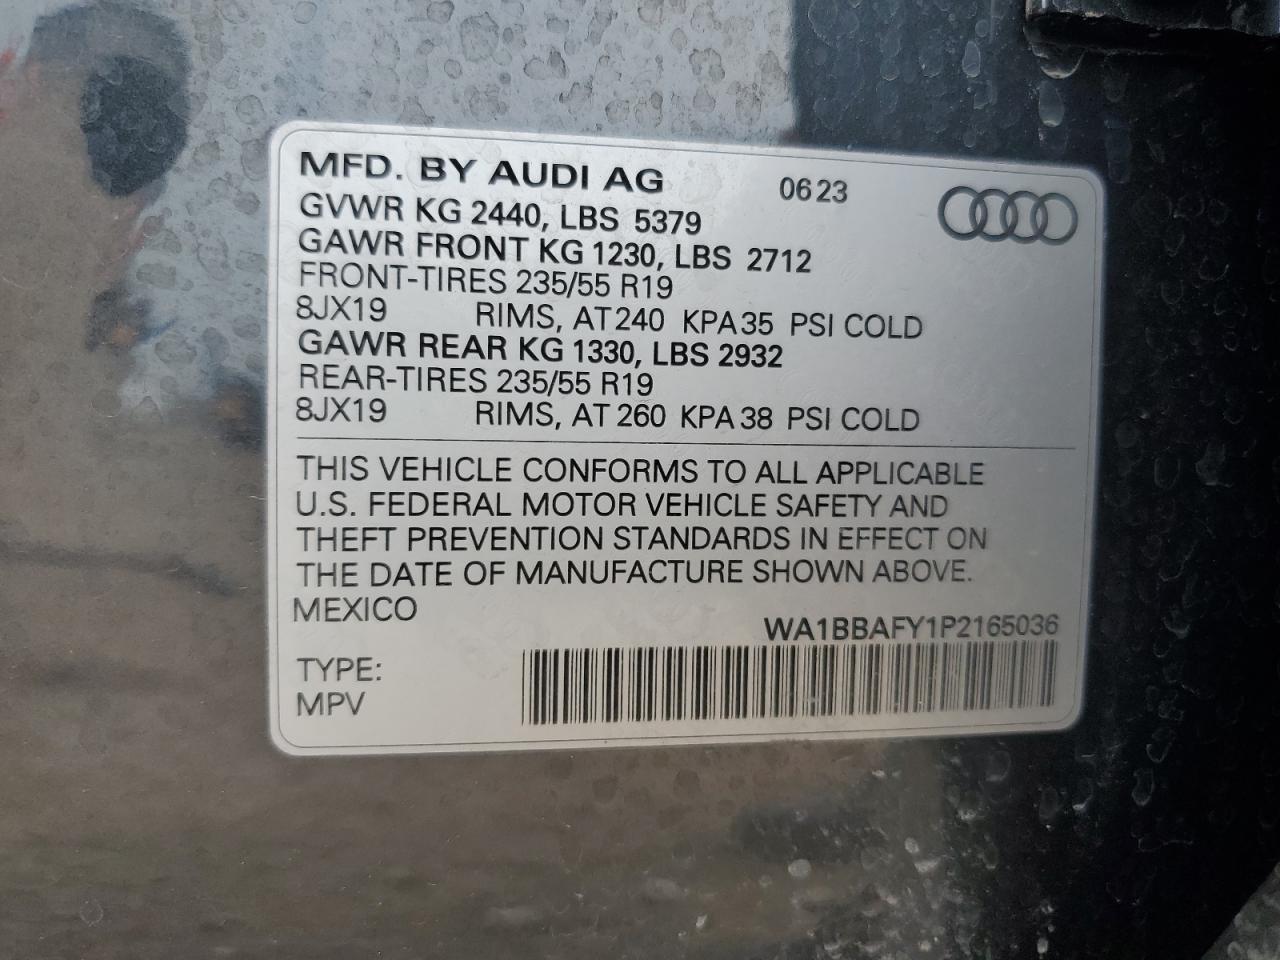 MFD. BY AUDI AG 0623
GVWR KG 2440, LBS 5379
GAWR FRONT KG 1230, LBS 2712
FRONT-TIRES 235/55 R19
8JX19 RIMS, AT 240 KPA 35 PSI COLD
GAWR REAR KG 1330, LBS 2932
REAR-TIRES 235/55 R19
8JX19 RIMS, AT 260 KPA 38 PSI COLD
THIS VEHICLE CONFORMS TO ALL APPLICABLE
U.S. FEDERAL MOTOR VEHICLE SAFETY AND
THEFT PREVENTION STANDARDS IN EFFECT ON
THE DATE OF MANUFACTURE SHOWN ABOVE.
MEXICO
WA1BBAFY1P2165036
TYPE:
MPV